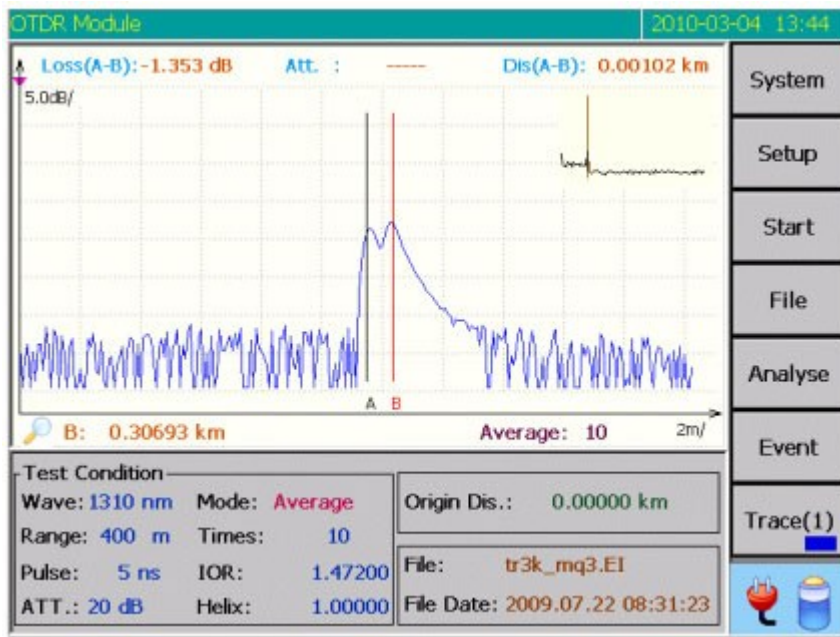 OTDR Module 2010-03-04 13:44
Loss(A-B):-1.353 dB Att. : ----- Dis(A-B): 0.00102 km
5.0dB/
A B
B: 0.30693 km Average: 10 2m/
System
Setup
Start
File
Analyse
Event
Trace(1)
Test Condition
Wave: 1310 nm Mode: Average
Range: 400 m Times: 10
Pulse: 5 ns IOR: 1.47200
ATT.: 20 dB Helix: 1.00000
Origin Dis.: 0.00000 km
File: tr3k_mq3.EI
File Date: 2009.07.22 08:31:23